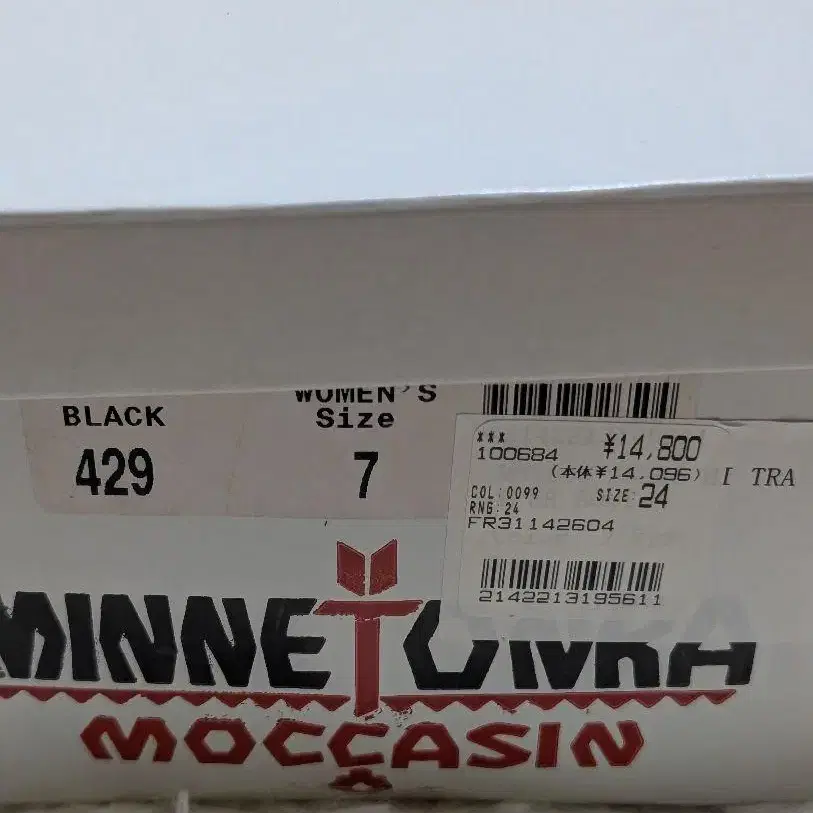 BLACK
429
WOMEN'S
Size
7
***
100684 ¥14,800
(本体¥14,096)
COL:0099 SIZE:24
RNG:24
FR31142604
2142213195611
TRA
MINNETONKA
MOCCASIN